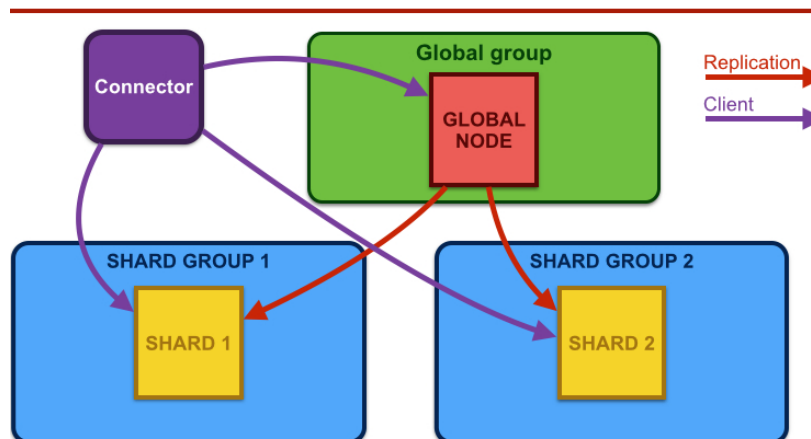 Global group
Connector
Replication
GLOBAL
NODE
Client
SHARD GROUP 1
SHARD GROUP 2
SHARD 1
SHARD 2